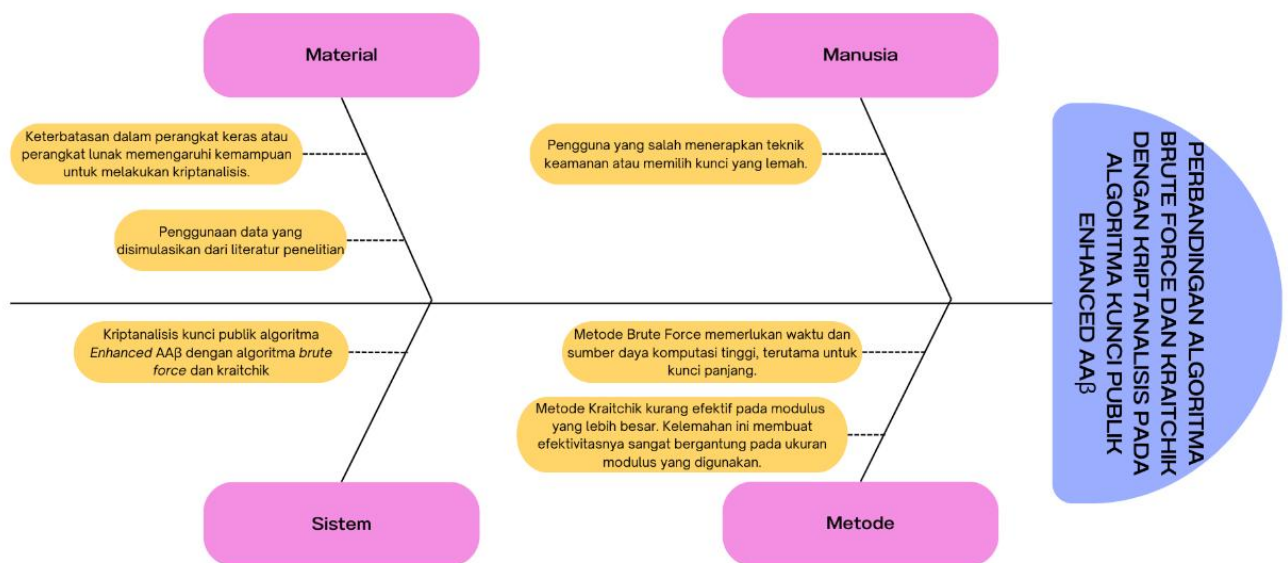 Material
Manusia
Keterbatasan dalam perangkat keras atau
perangkat lunak memengaruhi kemampuan
untuk melakukan kriptanalisis.
Pengguna yang salah menerapkan teknik
keamanan atau memilih kunci yang lemah.
Penggunaan data yang
disimulasikan dari literatur penelitian
Kriptanalisis kunci publik algoritma
Enhanced AAβ dengan algoritma brute
force dan kraitchik
Metode Brute Force memerlukan waktu dan
sumber daya komputasi tinggi, terutama untuk
kunci panjang.
Metode Kraitchik kurang efektif pada modulus
yang lebih besar. Kelemahan ini membuat
efektivitasnya sangat bergantung pada ukuran
modulus yang digunakan.
Sistem
Metode
PERBANDINGAN ALGORITMA
BRUTE FORCE DAN KRAITCHIK
DENGAN KRIPTANALISIS PADA
ALGORITMA KUNCI PUBLIK
ENHANCED AAβ